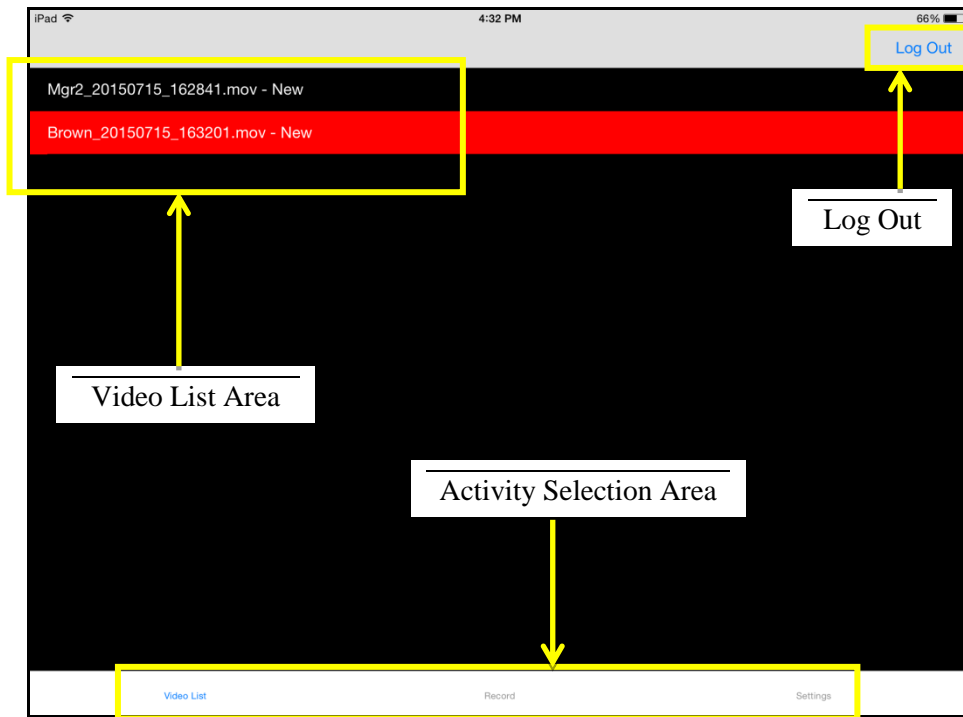 iPad 4:32 PM 66%
Log Out
Mgr2_20150715_162841.mov - New
Brown_20150715_163201.mov - New
Log Out
Video List Area
Activity Selection Area
Video List Record Settings